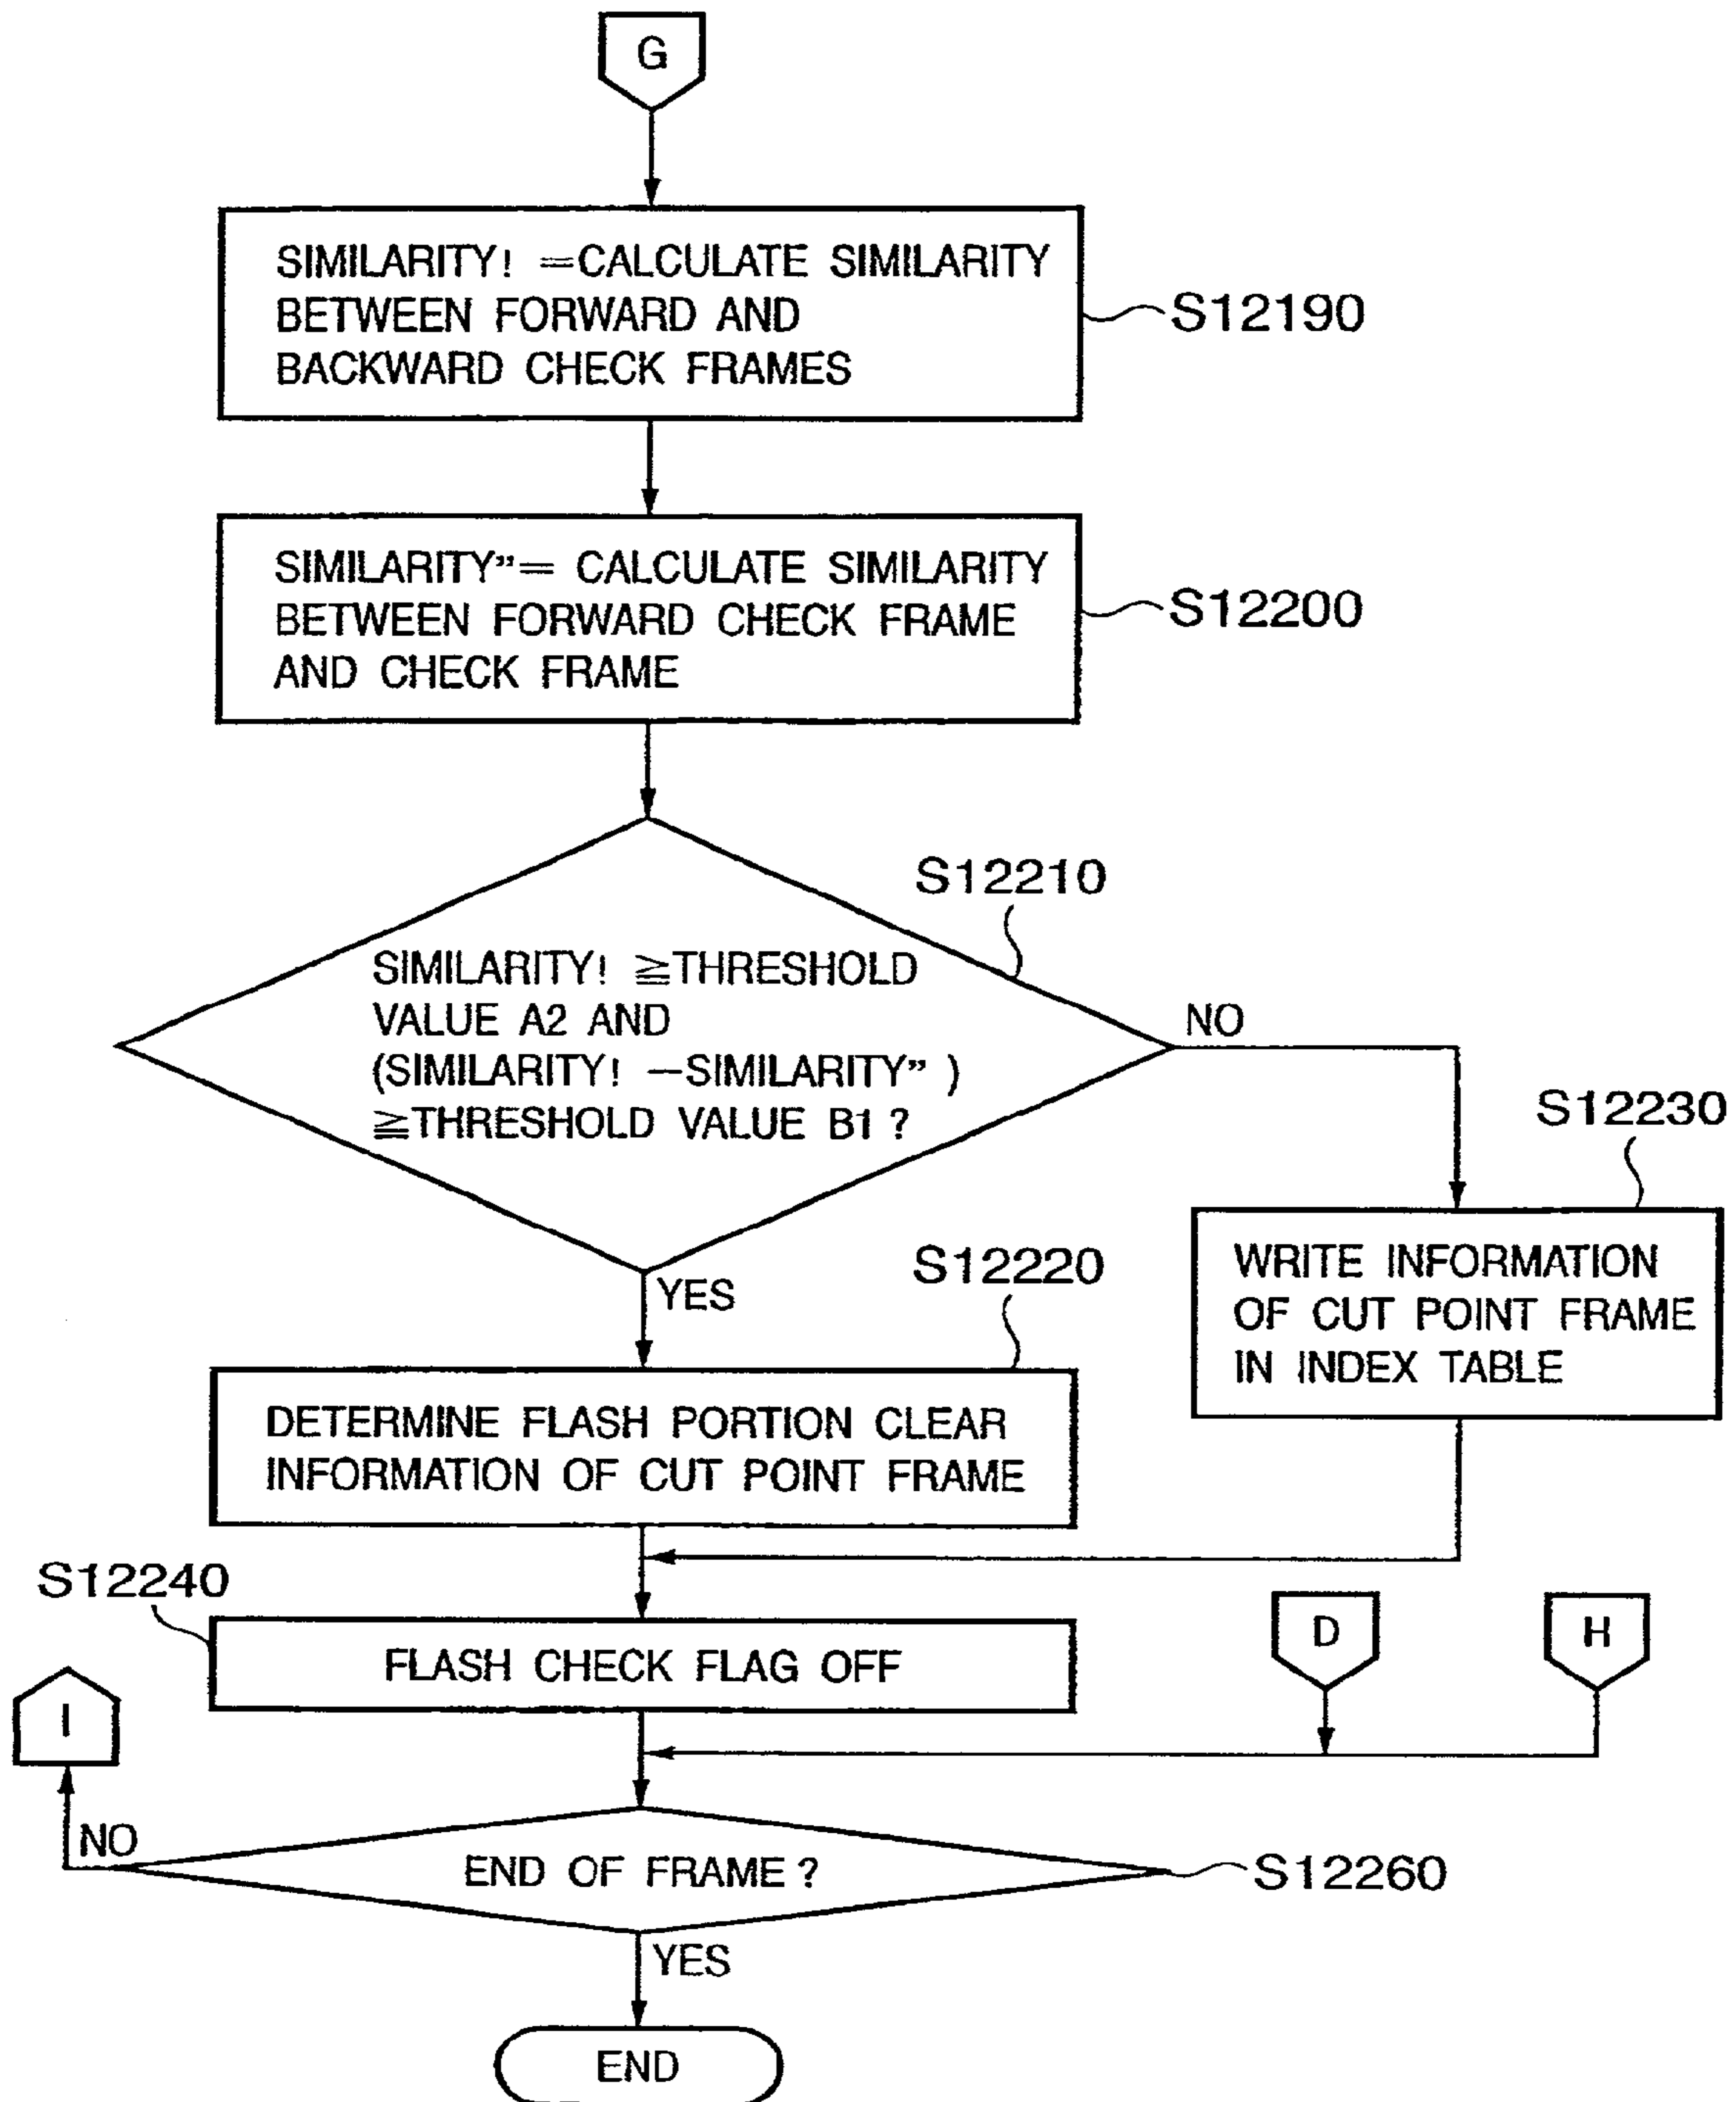 G
SIMILARITY! =CALCULATE SIMILARITY
BETWEEN FORWARD AND
BACKWARD CHECK FRAMES
S12190
SIMILARITY”= CALCULATE SIMILARITY
BETWEEN FORWARD CHECK FRAME
AND CHECK FRAME
S12200
S12210
SIMILARITY! ≧THRESHOLD
VALUE A2 AND
(SIMILARITY! −SIMILARITY” )
≧THRESHOLD VALUE B1 ?
NO
S12230
WRITE INFORMATION
OF CUT POINT FRAME
IN INDEX TABLE
YES
S12220
DETERMINE FLASH PORTION CLEAR
INFORMATION OF CUT POINT FRAME
S12240
FLASH CHECK FLAG OFF
D
H
I
NO
END OF FRAME ?
S12260
YES
END